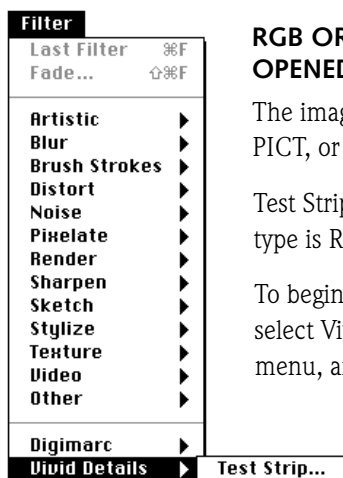 Filter
Last Filter ⌘F
Fade... ⇧⌘F
Artistic
Blur
Brush Strokes
Distort
Noise
Pixelate
Render
Sharpen
Sketch
Stylize
Texture
Video
Other
Digimarc
Vivid Details
Test Strip...
RGB OR
OPENED
The imag
PICT, or
Test Strip
type is R
To begin
select Vi
menu, a